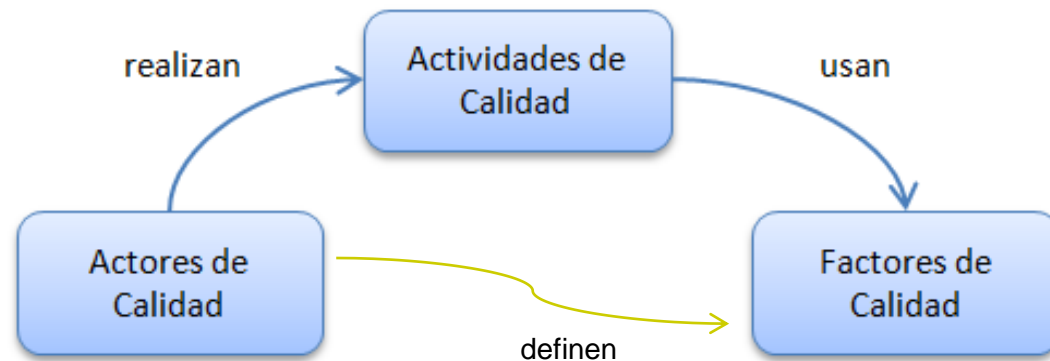 realizan
Actividades de
Calidad
usan
Actores de
Calidad
Factores de
Calidad
definen